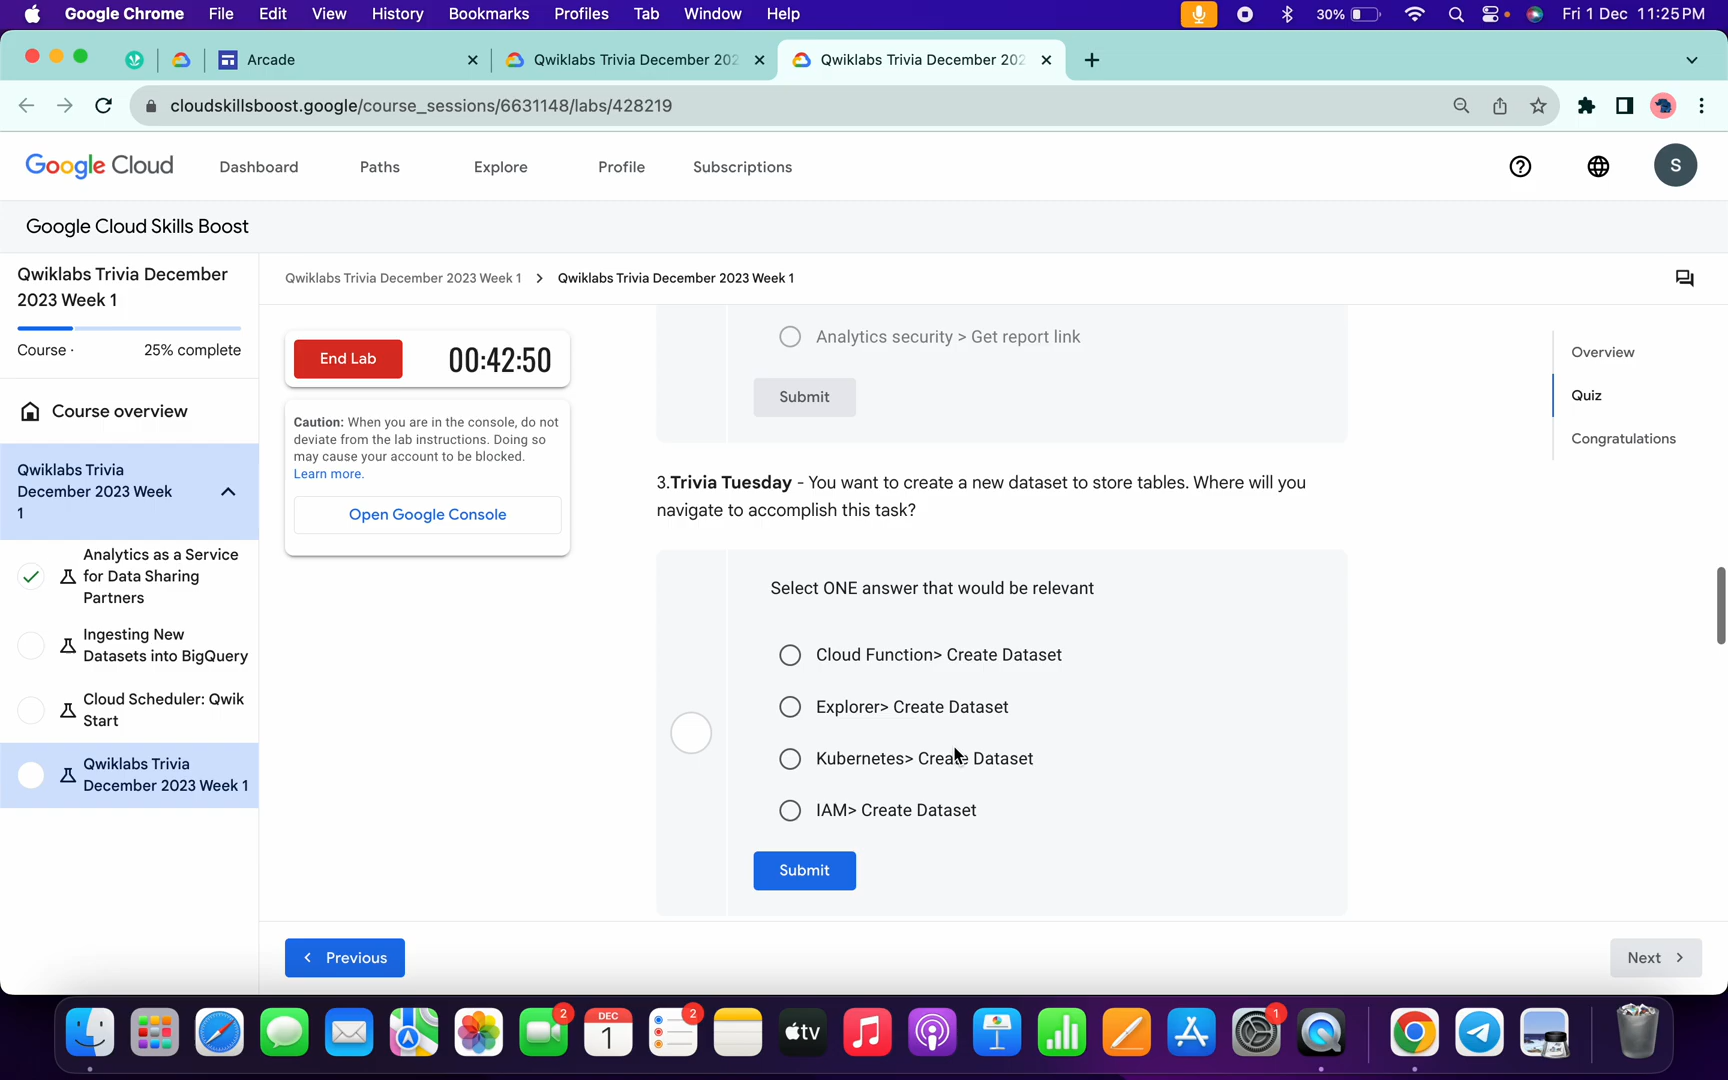 Google Chrome File Edit View History Bookmarks Profiles Tab Window Help 30% Fri 1 Dec 11:25 PM
Arcade
Qwiklabs Trivia December 202
Qwiklabs Trivia December 202
cloudskillsboost.google/course_sessions/6631148/labs/428219
Google Cloud Dashboard Paths Explore Profile Subscriptions S
Google Cloud Skills Boost
Qwiklabs Trivia December
2023 Week 1
Course · 25% complete
Course overview
Qwiklabs Trivia
December 2023 Week
1
Analytics as a Service
for Data Sharing
Partners
Ingesting New
Datasets into BigQuery
Cloud Scheduler: Qwik
Start
Qwiklabs Trivia
December 2023 Week 1
Qwiklabs Trivia December 2023 Week 1 > Qwiklabs Trivia December 2023 Week 1
End Lab 00:42:50
Caution: When you are in the console, do not
deviate from the lab instructions. Doing so
may cause your account to be blocked.
Learn more.
Open Google Console
Analytics security > Get report link
Submit
3.Trivia Tuesday - You want to create a new dataset to store tables. Where will you
navigate to accomplish this task?
Select ONE answer that would be relevant
Cloud Function> Create Dataset
Explorer> Create Dataset
Kubernetes> Create Dataset
IAM> Create Dataset
Submit
Overview
Quiz
Congratulations
Previous
Next
2
DEC
1
2
tv
1